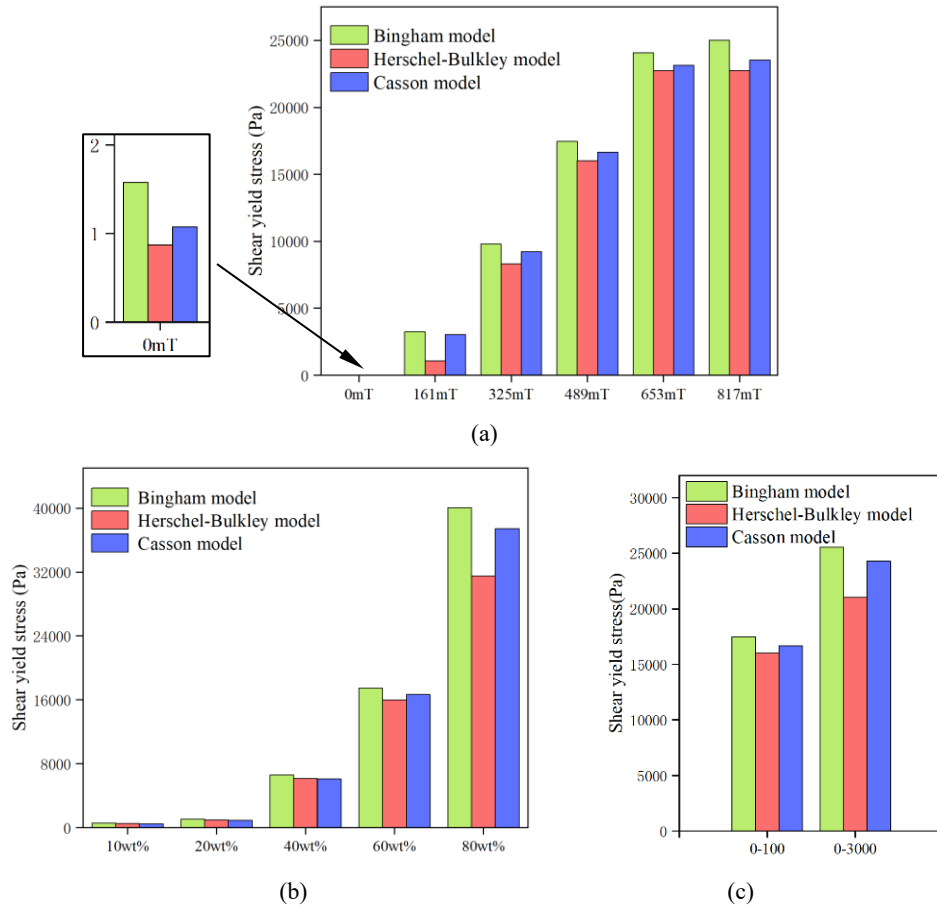 Bingham model
Herschel-Bulkley model
Casson model
Shear yield stress (Pa)
25000
20000
15000
10000
5000
0
0mT
161mT
325mT
489mT
653mT
817mT
2
1
0
0mT
(a)
Bingham model
Herschel-Bulkley model
Casson model
Shear yield stress (Pa)
40000
32000
24000
16000
8000
0
10wt%
20wt%
40wt%
60wt%
80wt%
(b)
Bingham model
Herschel-Bulkley model
Casson model
Shear yield stress(Pa)
30000
25000
20000
15000
10000
5000
0
0-100
0-3000
(c)